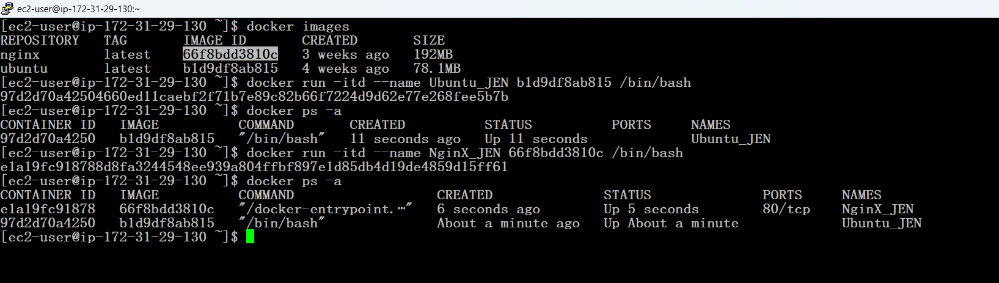 ec2-user@ip-172-31-29-130:~
[ec2-user@ip-172-31-29-130 ~]$ docker images
REPOSITORY   TAG       IMAGE ID       CREATED       SIZE
nginx        latest    66f8bdd3810c   3 weeks ago   192MB
ubuntu       latest    b1d9df8ab815   4 weeks ago   78.1MB
[ec2-user@ip-172-31-29-130 ~]$ docker run -itd --name Ubuntu_JEN b1d9df8ab815 /bin/bash
97d2d70a42504660ed11caebf2f71b7e89c82b66f7224d9d62e77e268fee5b7b
[ec2-user@ip-172-31-29-130 ~]$ docker ps -a
CONTAINER ID   IMAGE          COMMAND       CREATED          STATUS          PORTS     NAMES
97d2d70a4250   b1d9df8ab815   "/bin/bash"   11 seconds ago   Up 11 seconds             Ubuntu_JEN
[ec2-user@ip-172-31-29-130 ~]$ docker run -itd --name NginX_JEN 66f8bdd3810c /bin/bash
e1a19fc918788d8fa3244548ee939a804ffbf897e1d85db4d19de4859d15ff61
[ec2-user@ip-172-31-29-130 ~]$ docker ps -a
CONTAINER ID   IMAGE          COMMAND                  CREATED              STATUS              PORTS     NAMES
e1a19fc91878   66f8bdd3810c   "/docker-entrypoint.…"   6 seconds ago        Up 5 seconds        80/tcp    NginX_JEN
97d2d70a4250   b1d9df8ab815   "/bin/bash"              About a minute ago   Up About a minute             Ubuntu_JEN
[ec2-user@ip-172-31-29-130 ~]$